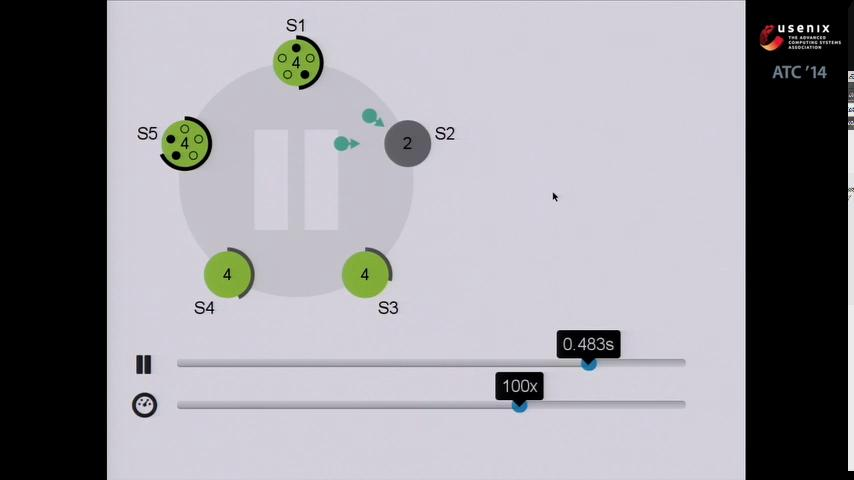 S1
4
S5
4
2
S2
4
4
S4
S3
0.483s
100x
usenix
THE ADVANCED
COMPUTING SYSTEMS
ASSOCIATION
ATC '14